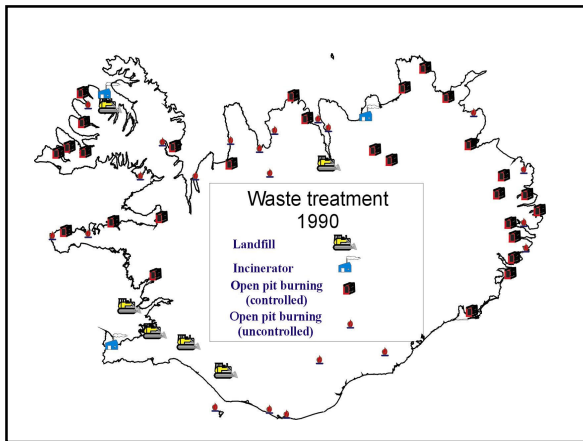 Waste treatment
1990
Landfill
Incinerator
Open pit burning
(controlled)
Open pit burning
(uncontrolled)